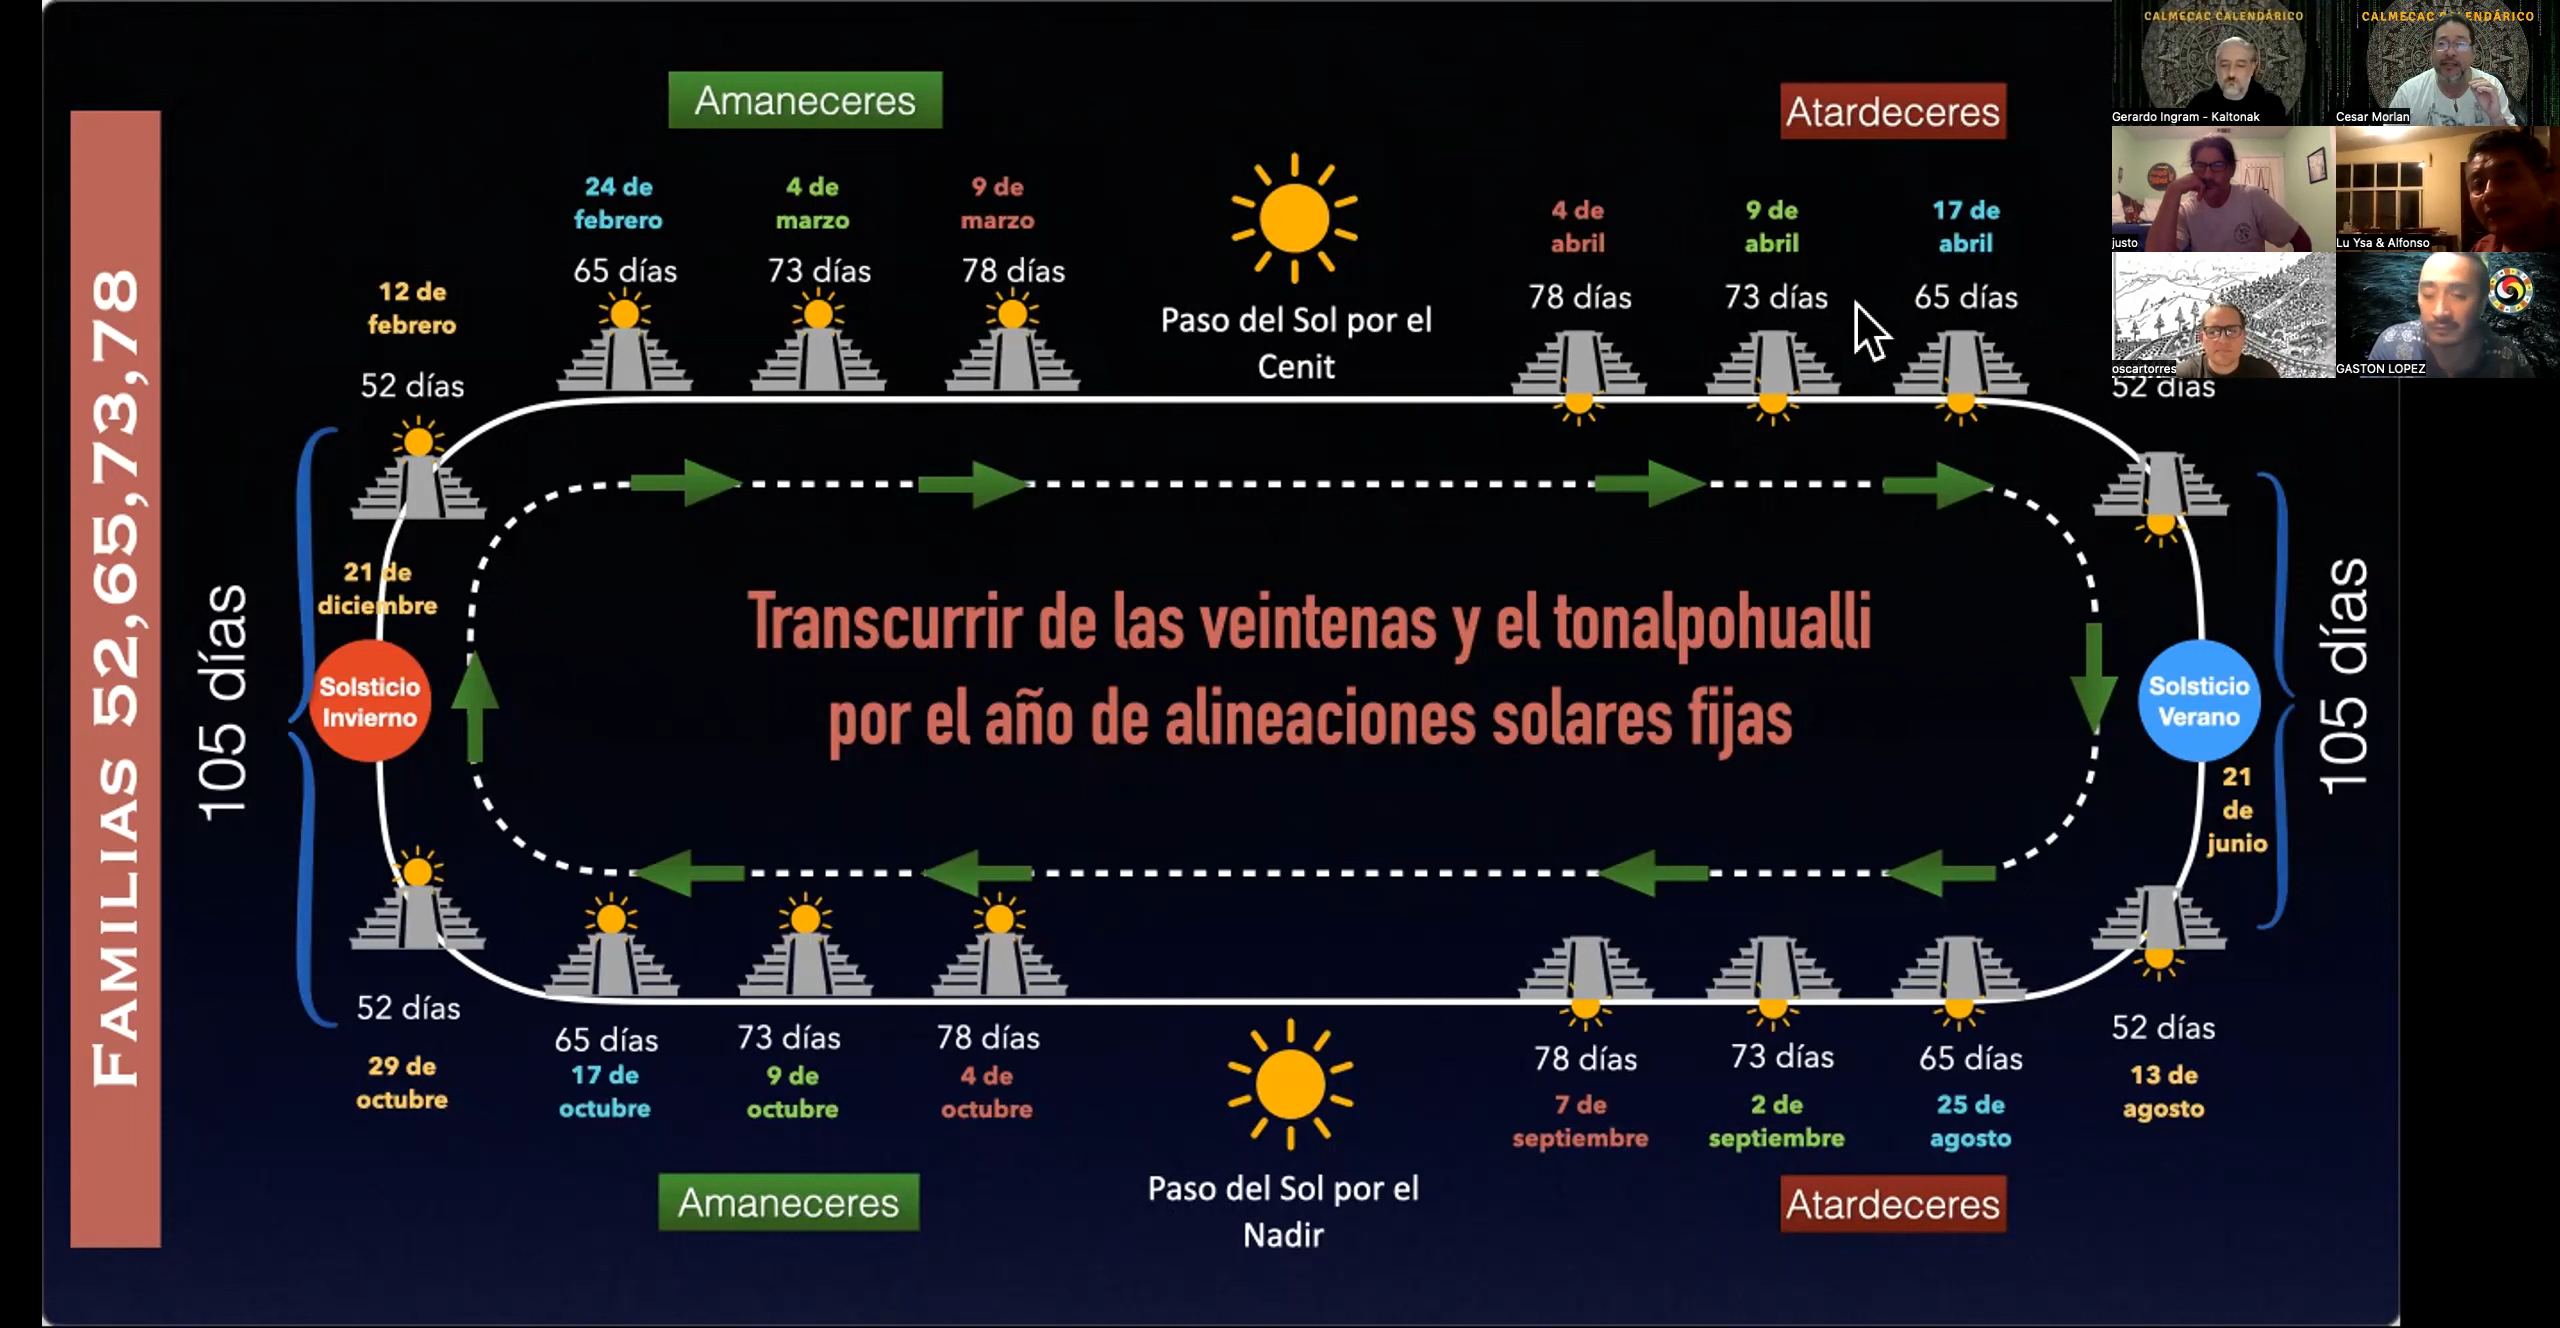 FAMILIAS 52,65,73,78
Amaneceres
Atardeceres
24 de
febrero
65 días
4 de
marzo
73 días
9 de
marzo
78 días
Paso del Sol por el
Cenit
4 de
abril
78 días
9 de
abril
73 días
17 de
abril
65 días
12 de
febrero
52 días
52 días
105 días
21 de
diciembre
Solsticio
Invierno
Transcurrir de las veintenas y el tonalpohualli
por el año de alineaciones solares fijas
Solsticio
Verano
21
de
junio
105 días
52 días
29 de
octubre
65 días
17 de
octubre
73 días
9 de
octubre
78 días
4 de
octubre
Paso del Sol por el
Nadir
78 días
7 de
septiembre
73 días
2 de
septiembre
65 días
25 de
agosto
52 días
13 de
agosto
Amaneceres
Atardeceres
CALMECAC CALENDÁRICO
Gerardo Ingram - Kaltonak
CALMECAC CALENDÁRICO
Cesar Morlan
justo
Lu Ysa & Alfonso
oscartorres
GASTON LOPEZ